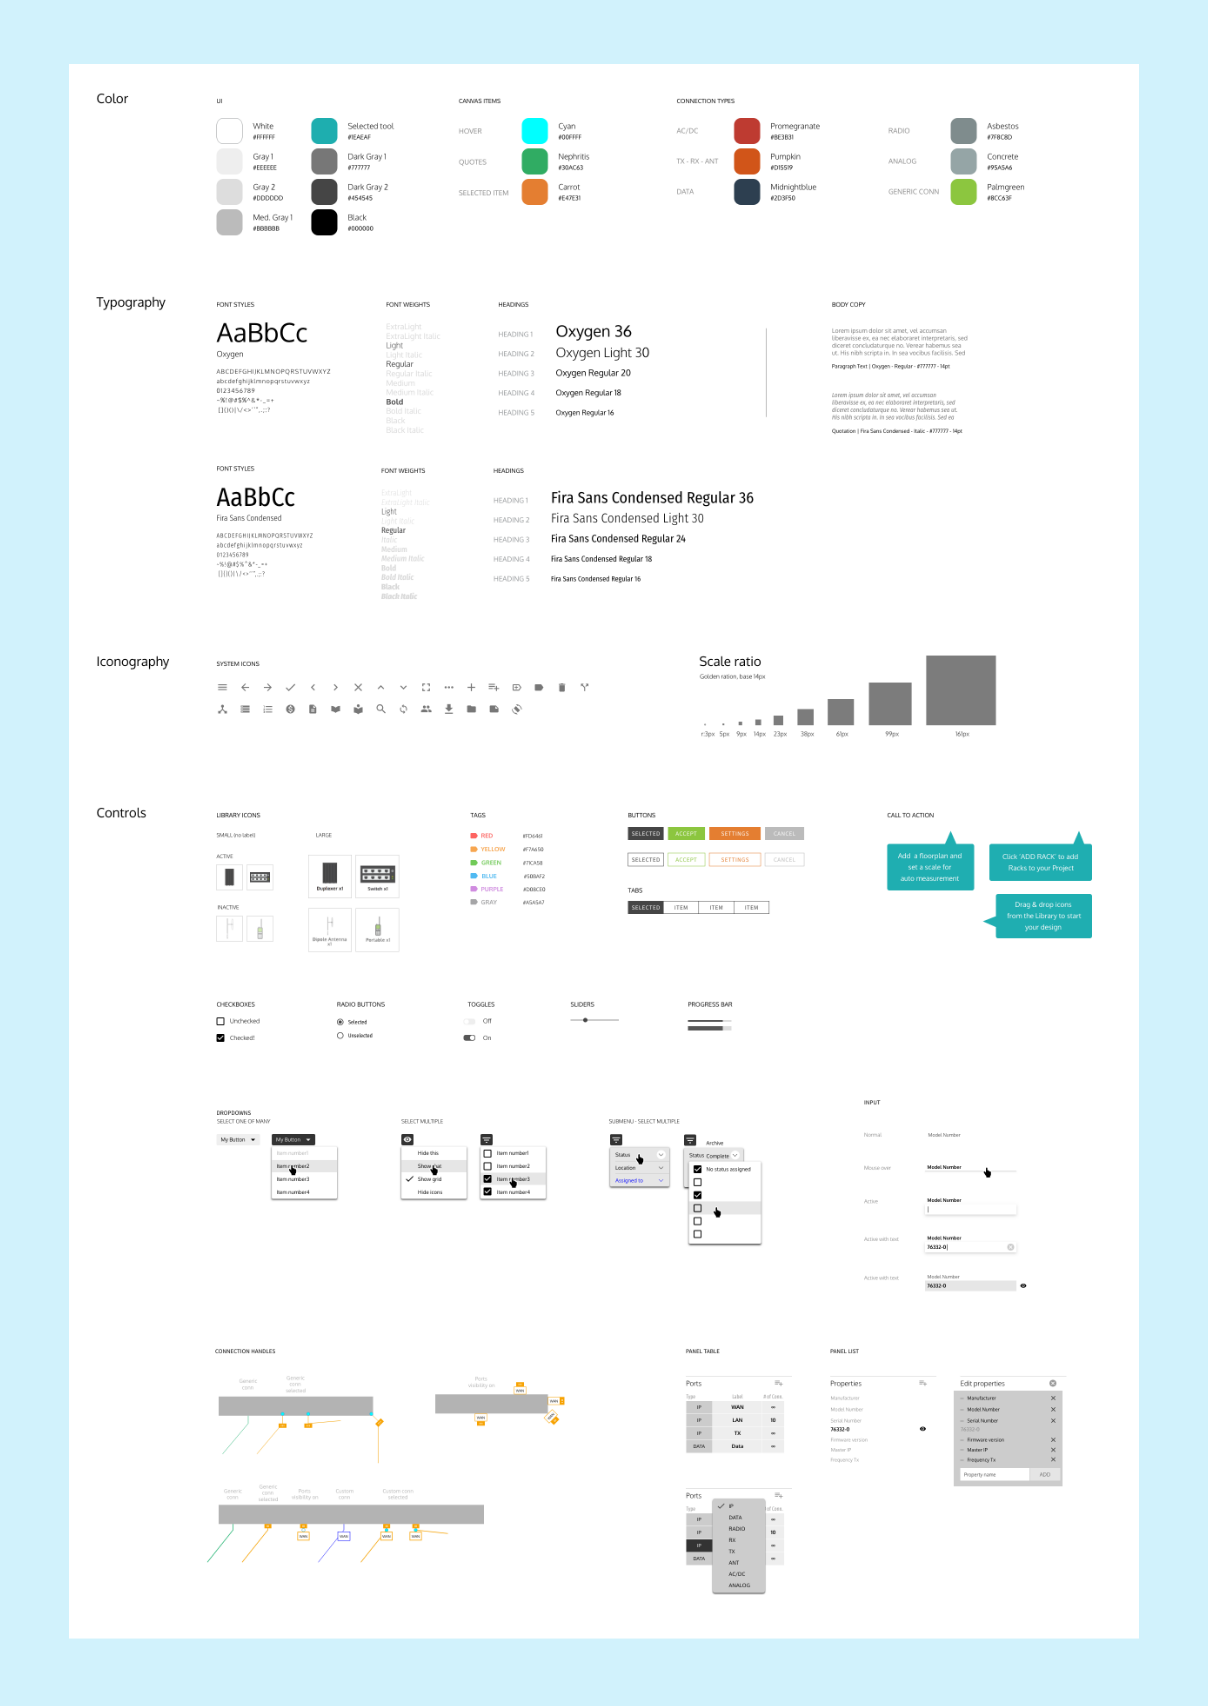 Color
UI
White
#FFFFFF
Gray 1
#EEEEEE
Gray 2
#DDDDDD
Med. Gray 1
#BBBBBB
Selected tool
#1EAEAF
Dark Gray 1
#777777
Dark Gray 2
#454545
Black
#000000
CANVAS ITEMS
HOVER
Cyan
#00FFFF
QUOTES
Nephritis
#30AC63
SELECTED ITEM
Carrot
#E47E31
CONNECTION TYPES
AC/DC
Promegranate
#BE3B31
TX - RX - ANT
Pumpkin
#D15519
DATA
Midnightblue
#2D3F50
RADIO
Asbestos
#7F8C8D
ANALOG
Concrete
#95A5A6
GENERIC CONN
Palmgreen
#8CC63F
Typography
FONT STYLES
AaBbCc
Oxygen
ABCDEFGHIJKLMNOPQRSTUVWXYZ
abcdefghijklmnopqrstuvwxyz
0123456789
FONT WEIGHTS
ExtraLight
ExtraLight Italic
Light
Light Italic
Regular
Regular Italic
Medium
Medium Italic
Bold
Bold Italic
Black
Black Italic
HEADINGS
HEADING 1
Oxygen 36
HEADING 2
Oxygen Light 30
HEADING 3
Oxygen Regular 20
HEADING 4
Oxygen Regular 18
HEADING 5
Oxygen Regular 16
BODY COPY
Lorem ipsum dolor sit amet, vel accumsan
liberavisse ex, ea nec elaboraret interpretaris, sed
diceret concludaturque no. Verear habemus sea
ut. His nibh scripta in. In sea vocibus facilisis. Sed
Paragraph Text | Oxygen - Regular - #777777 - 14pt
Lorem ipsum dolor sit amet, vel accumsan
liberavisse ex, ea nec elaboraret interpretaris, sed
diceret concludaturque no. Verear habemus sea ut.
His nibh scripta in. In sea vocibus facilisis. Sed ea
Quotation | Fira Sans Condensed - Italic - #777777 - 14pt
FONT STYLES
AaBbCc
Fira Sans Condensed
ABCDEFGHIJKLMNOPQRSTUVWXYZ
abcdefghijklmnopqrstuvwxyz
0123456789
FONT WEIGHTS
ExtraLight
ExtraLight Italic
Light
Light Italic
Regular
Italic
Medium
Medium Italic
Bold
Bold Italic
Black
Black Italic
HEADINGS
HEADING 1
Fira Sans Condensed Regular 36
HEADING 2
Fira Sans Condensed Light 30
HEADING 3
Fira Sans Condensed Regular 24
HEADING 4
Fira Sans Condensed Regular 18
HEADING 5
Fira Sans Condensed Regular 16
Iconography
SYSTEM ICONS
Scale ratio
Golden ration, base 14px
r:3px
5px
9px
14px
23px
38px
61px
99px
161px
Controls
LIBRARY ICONS
SMALL (no label)
ACTIVE
INACTIVE
LARGE
Duplexer x1
Switch x1
Dipole Antenna
x1
Portable x1
TAGS
RED
YELLOW
#F7A650
GREEN
#71CA58
BLUE
#5BBAF2
PURPLE
GRAY
#A5A5A7
BUTTONS
SELECTED
ACCEPT
SETTINGS
CANCEL
SELECTED
ACCEPT
SETTINGS
CANCEL
TABS
SELECTED
ITEM
ITEM
ITEM
CALL TO ACTION
Add a floorplan and
set a scale for
auto measurement
Click 'ADD RACK' to add
Racks to your Project
Drag & drop icons
from the Library to start
your design
CHECKBOXES
Unchecked
Checked!
RADIO BUTTONS
Selected
Unselected
TOGGLES
Off
On
SLIDERS
PROGRESS BAR
DROPDOWNS
SELECT ONE OF MANY
My Button
My Button
Item number1
Item number2
Item number3
Item number4
SELECT MULTIPLE
Hide this
Show grid
Hide icons
Item number1
Item number2
Item number3
Item number4
SUBMENU - SELECT MULTIPLE
Status
Location
Assigned to
Archive
Status
Complete
No status assigned
INPUT
Normal
Model Number
Mouse over
Model Number
Active
Model Number
Active with text
Model Number
76332-0
Active with text
Model Number
76332-0
CONNECTION HANDLES
Generic
conn
Generic
conn
selected
Ports
visibility on
WAN
WAN
WAN
Generic
conn
Generic
conn
selected
Ports
visibility on
Custom
conn
Custom conn
selected
WAN
WAN
WAN
WAN
PANEL TABLE
Ports
Type
Label
# of Conn.
IP
WAN
∞
IP
LAN
10
IP
TX
∞
DATA
Data
∞
Ports
Type
# of Conn.
IP
∞
IP
10
IP
∞
DATA
∞
IP
DATA
RADIO
RX
TX
ANT
AC/DC
ANALOG
PANEL LIST
Properties
Manufacturer
Model Number
Serial Number
76332-0
Firmware version
Master IP
Frequency Tx
Edit properties
Manufacturer
Model Number
Serial Number
76332-0
Firmware version
Master IP
Frequency Tx
Property name
ADD